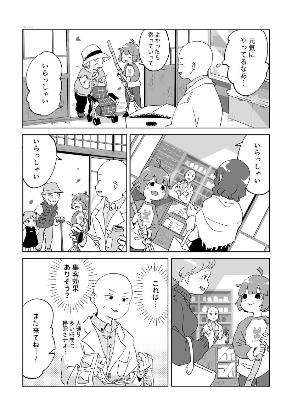 元気に
やってるなあ…
よかったら
寄ってって
いらっしゃい
いらっしゃい
いらっしゃい
これは…
集客効果
ありそう？
また来てね…